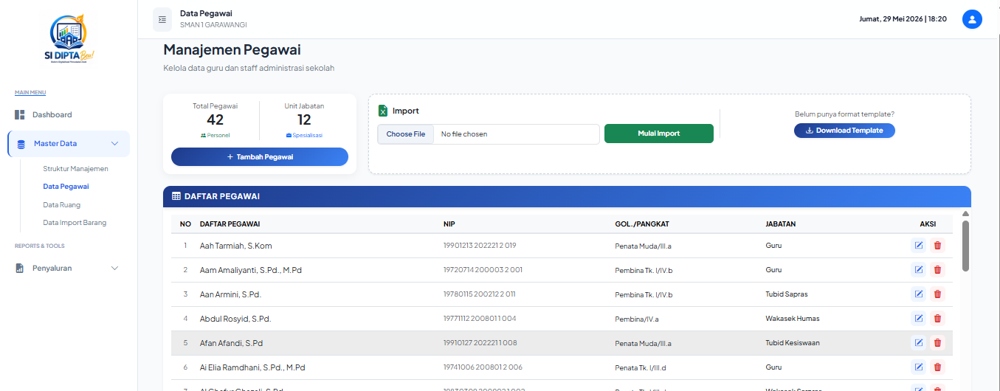 SI DIPTA Beu!
MAIN MENU
Dashboard
Master Data
Struktur Manajemen
Data Pegawai
Data Ruang
Data Import Barang
REPORTS & TOOLS
Penyaluran
Data Pegawai
SMAN 1 GARAWANGI
Jumat, 29 Mei 2026 | 18:20
Manajemen Pegawai
Kelola data guru dan staff administrasi sekolah
Total Pegawai
42
Personel
Unit Jabatan
12
Spesialisasi
+ Tambah Pegawai
Import
Choose File No file chosen
Mulai Import
Belum punya format template?
Download Template
DAFTAR PEGAWAI
NO DAFTAR PEGAWAI NIP GOL./PANGKAT JABATAN AKSI
1 Aah Tarmiah, S.Kom 19901213 202221 2 019 Penata Muda/III.a Guru
2 Aam Amaliyanti, S.Pd., M.Pd 19720714 200003 2 001 Pembina Tk. I/IV.b Guru
3 Aan Armini, S.Pd. 19780115 200212 2 011 Pembina Tk. I/IV.b Tubid Sapras
4 Abdul Rosyid, S.Pd. 19771112 200801 1 004 Pembina/IV.a Wakasek Humas
5 Afan Afandi, S.Pd 19910127 202221 1 008 Penata Muda/III.a Tubid Kesiswaan
6 Ai Elia Ramdhani, S.Pd., M.Pd 19741006 200801 2 006 Penata Tk. I/III.d Guru